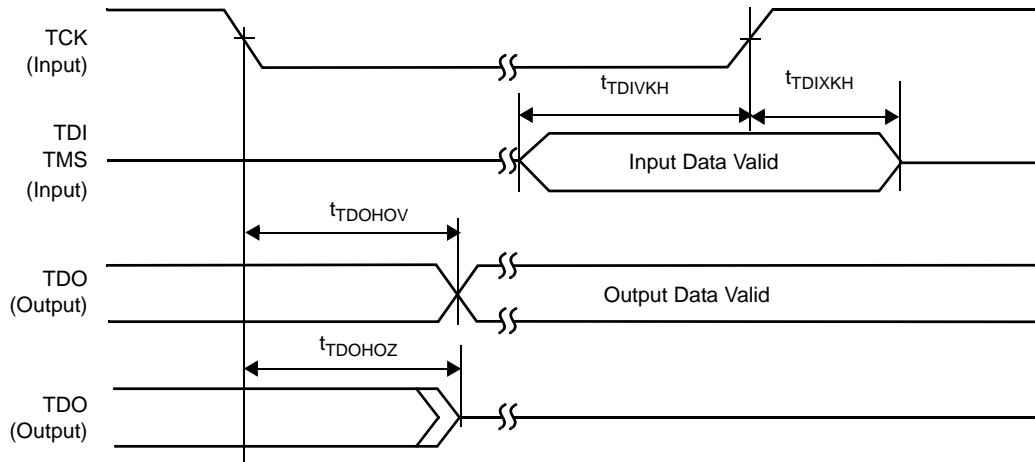 TCK
(Input)
tTDIVKH
tTDIXKH
TDI
TMS
(Input)
Input Data Valid
tTDOHOV
TDO
(Output)
Output Data Valid
tTDOHOZ
TDO
(Output)